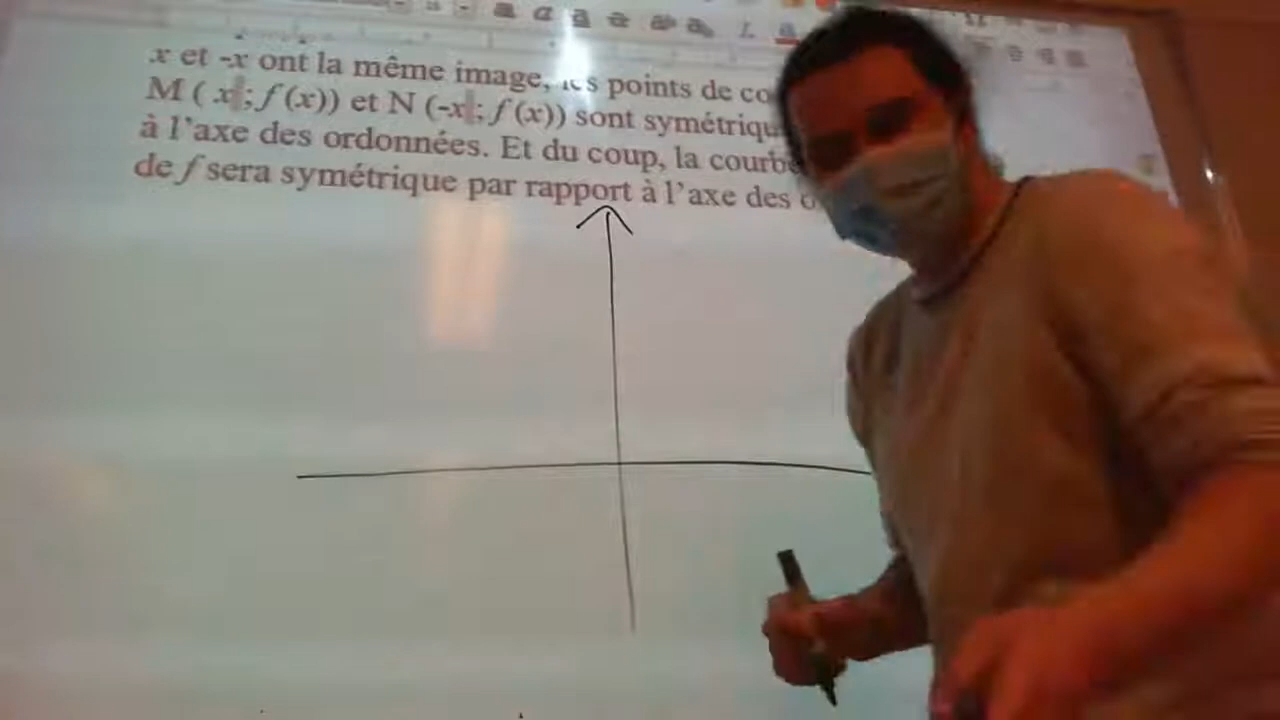 x et -x ont la même image, les points de co
M ( x ; f (x)) et N (-x ; f (x)) sont symétriqu
à l'axe des ordonnées. Et du coup, la courbe
de f sera symétrique par rapport à l'axe des o